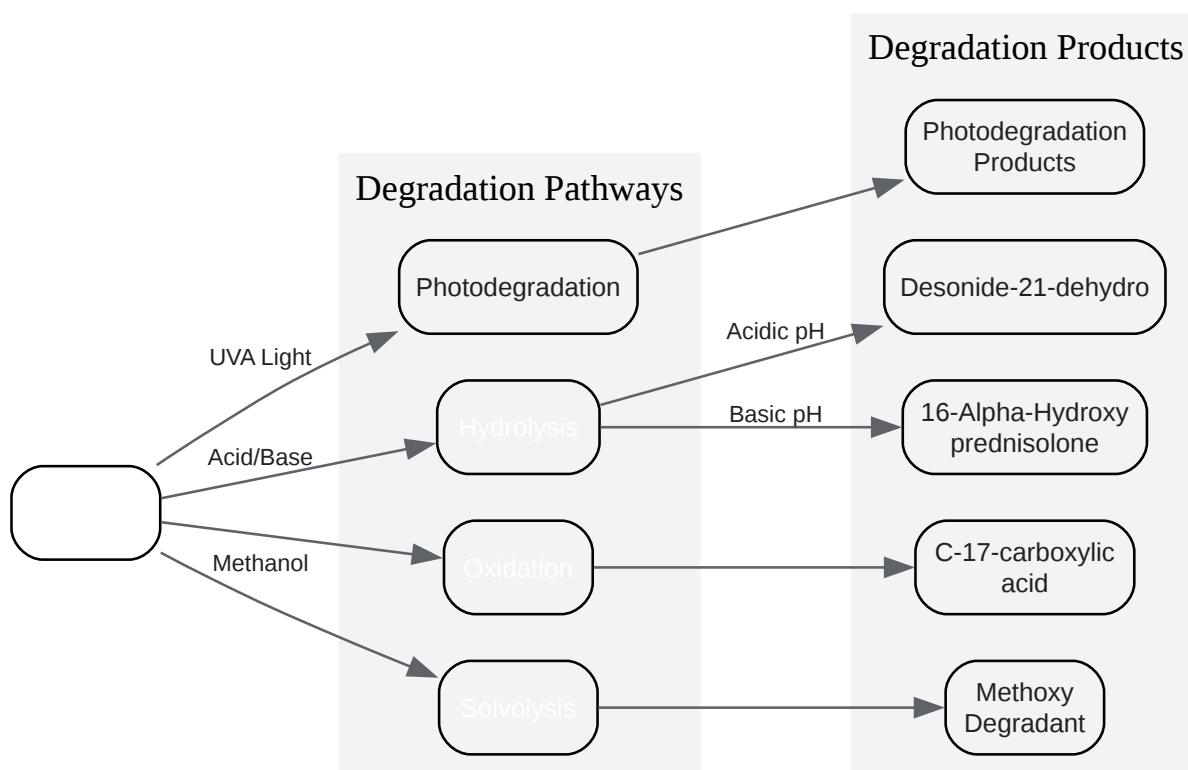 Degradation Products
Photodegradation
Products
Degradation Pathways
Photodegradation
Desonide-21-dehydro
Acidic pH
UVA Light
Hydrolysis
Basic pH
16-Alpha-Hydroxy
prednisolone
Acid/Base
Oxidation
C-17-carboxylic
acid
Methanol
Solvolysis
Methoxy
Degradant